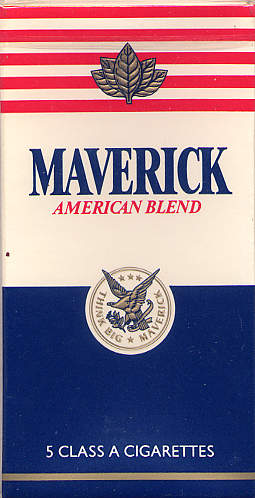 MAVERICK
AMERICAN BLEND
THINK BIG ★ MAVERICK
5 CLASS A CIGARETTES